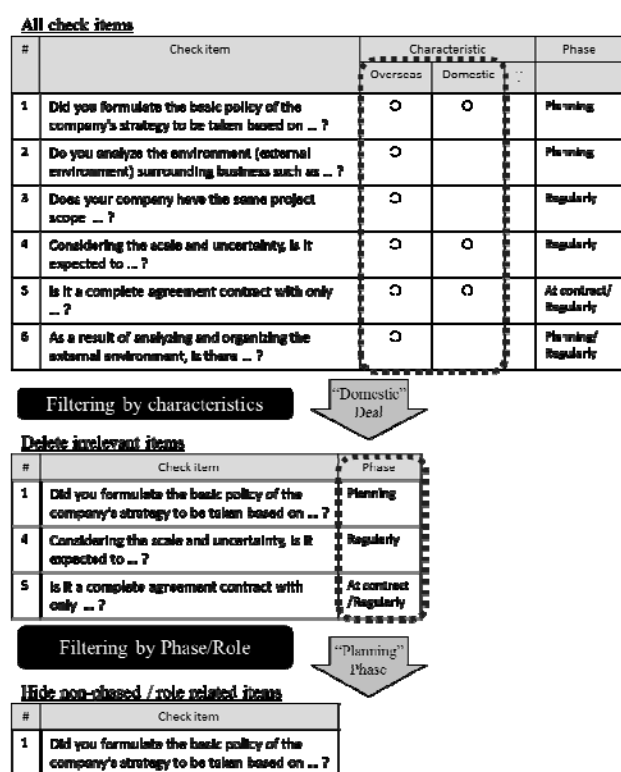 All check items
# Check item Characteristic Phase
Overseas Domestic
1 Did you formulate the basic policy of the O O Planning
company's strategy to be taken based on ... ?
2 Do you analyze the environment (external O Planning
environment) surrounding business such as ... ?
3 Does your company have the same project O Regularly
scope ... ?
4 Considering the scale and uncertainty, is it O O Regularly
expected to ... ?
5 Is it a complete agreement contract with only O O At contract/
... ? Regularly
6 As a result of analyzing and organizing the O Planning/
external environment, is there ... ? Regularly
Filtering by characteristics
"Domestic"
Deal
Delete irrelevant items
# Check item Phase
1 Did you formulate the basic policy of the Planning
company's strategy to be taken based on ... ?
4 Considering the scale and uncertainty, is it Regularly
expected to ... ?
5 Is it a complete agreement contract with At contract
only ... ? /Regularly
Filtering by Phase/Role
"Planning"
Phase
Hide non-phased / role related items
# Check item
1 Did you formulate the basic policy of the
company's strategy to be taken based on ... ?